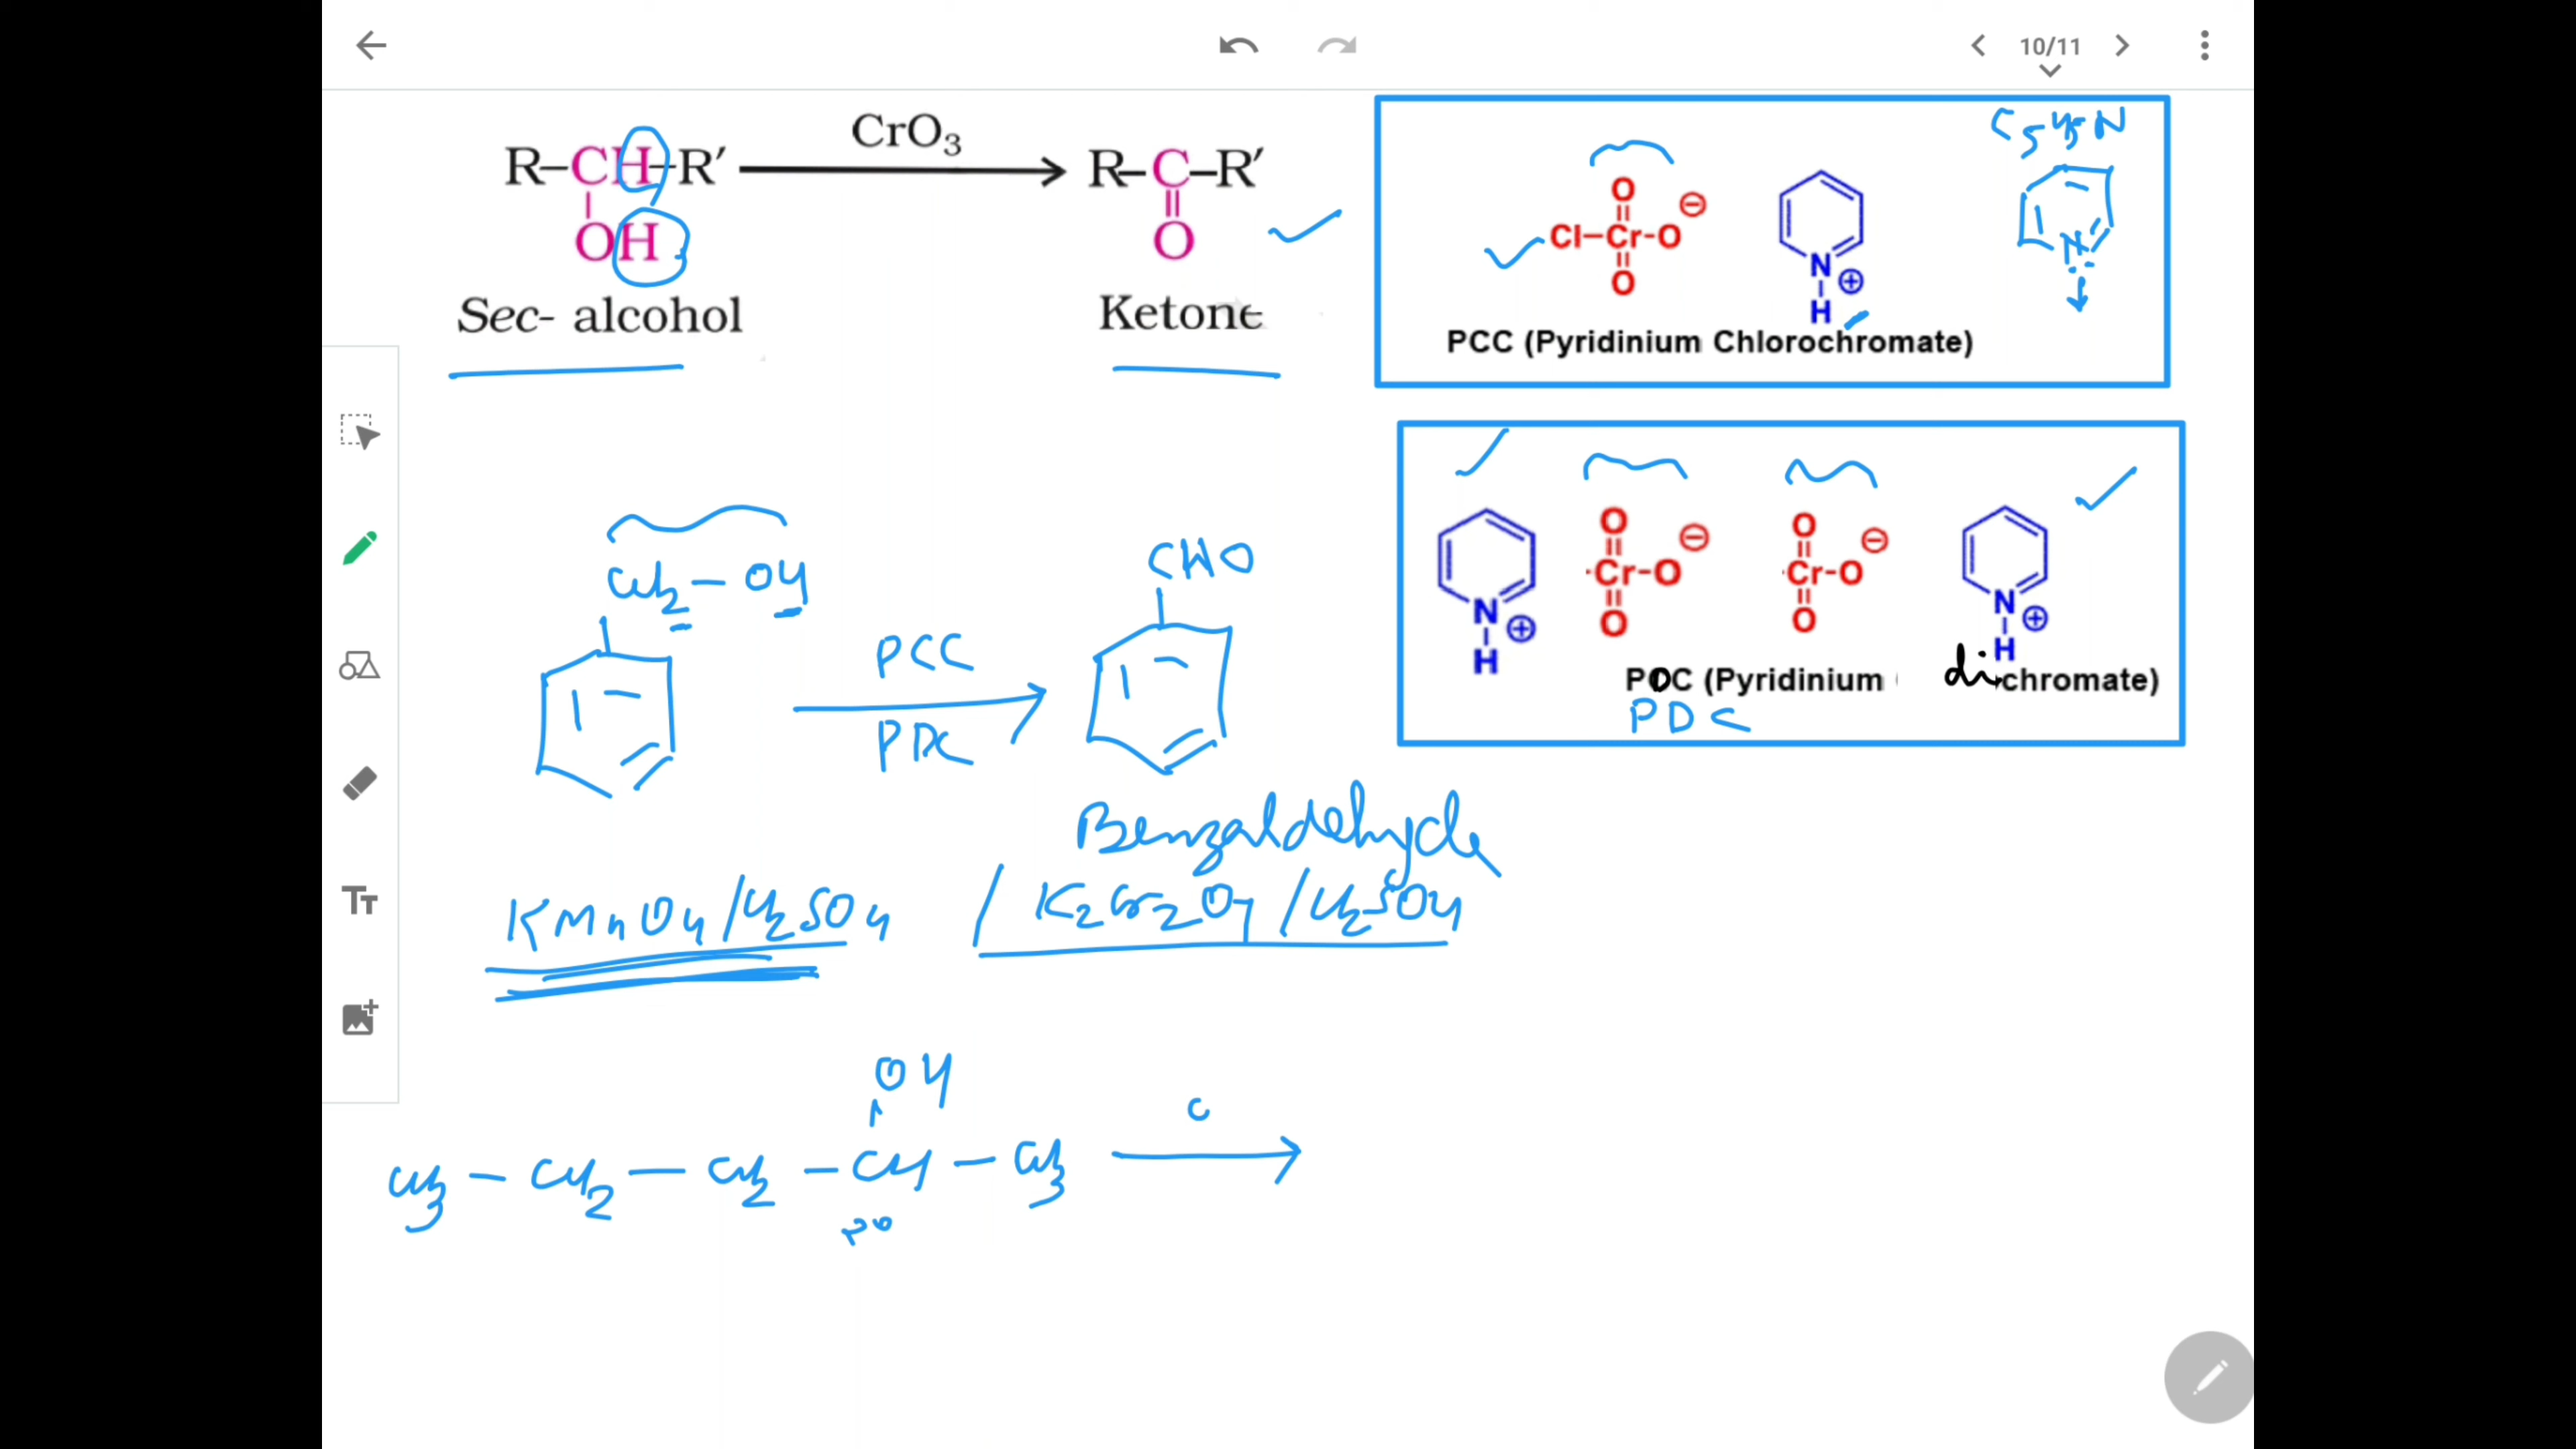 10/11
R–CH–R′ CrO₃ R–C–R′
OH O
Sec- alcohol Ketone
C₅H₅N
O
Cl–Cr–O ⊖
O
N ⊕
H
N
PCC (Pyridinium Chlorochromate)
O O
Cr–O ⊖ Cr–O ⊖
O O
N ⊕ N ⊕
H H
PDC (Pyridinium dichromate)
PDC
CH₂ – OH
CHO
PCC
PDC
Benzaldehyde
KMnO₄/H₂SO₄ / K₂Cr₂O₇/H₂SO₄
OH
CH₃ – CH₂ – CH₂ – CH – CH₃ C
2°
Tт